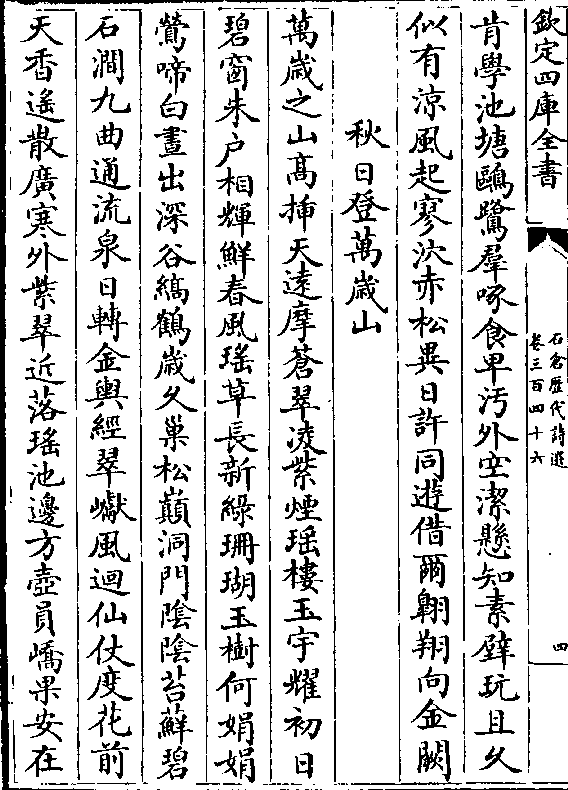 欽定四庫全書
石倉歴代詩選
卷三百四十六
四
肯學池塘鷗鷺羣啄食卑汚外空潔懸知素壁玩且久
似有涼風起寥泬赤松異日許同遊借爾翺翔向金闕
秋日登萬歲山
萬歲之山髙挿天遠摩蒼翠凌紫煙瑶樓玉宇耀初日
碧窗朱户相輝鮮春風瑶草長新緑珊瑚玉樹何娟娟
鶯啼白晝出深谷縞鶴歲久巢松巔洞門陰陰苔蘚碧
石澗九曲通流泉日轉金輿經翠巘風迴仙仗度花前
天香遙散廣寒外紫翠近落瑶池邊方壺員嶠果安在